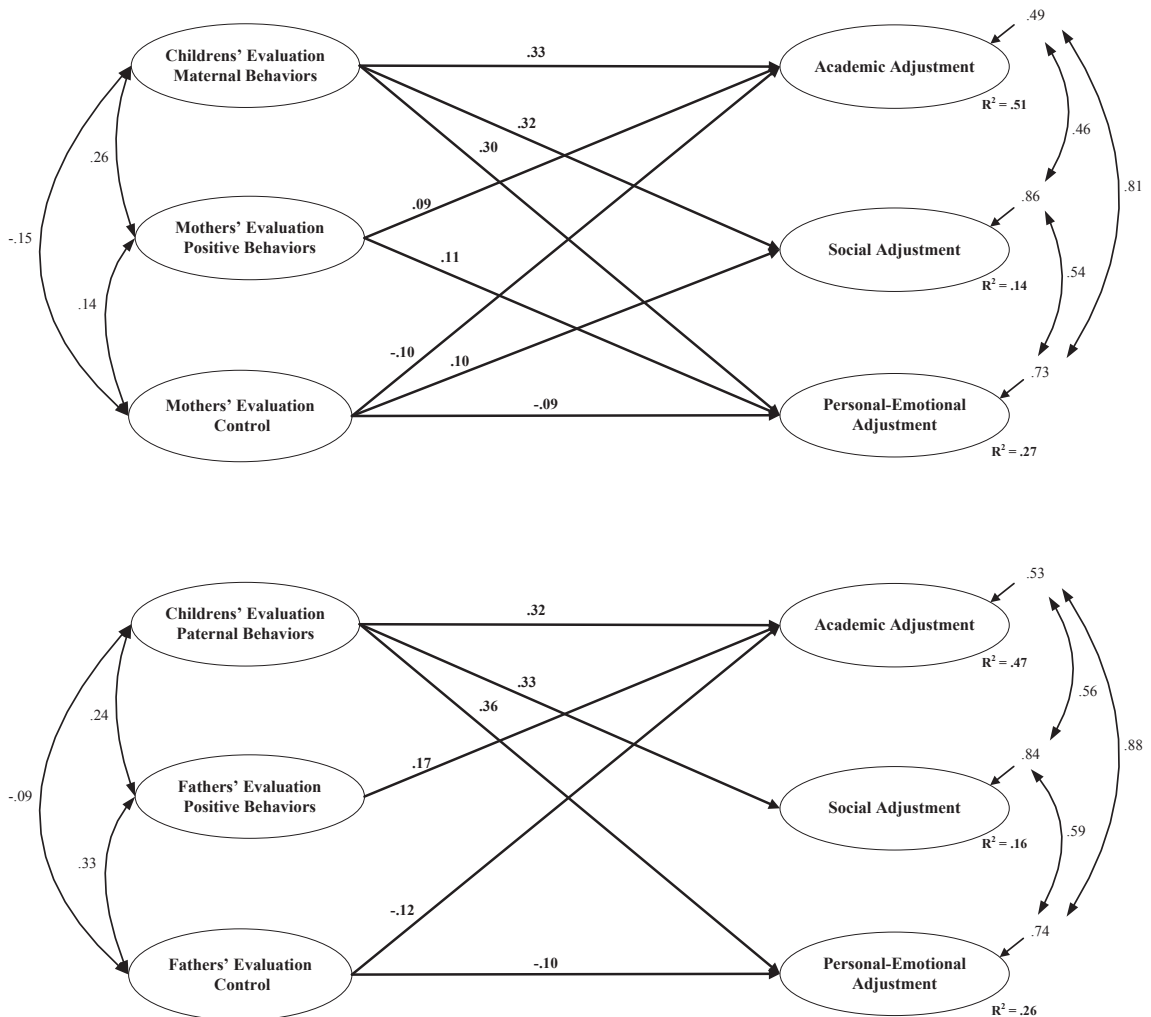 .49
Childrens' Evaluation
Maternal Behaviors
.33
Academic Adjustment
R² = .51
.32
.46
.30
.26
.81
.86
.09
Mothers' Evaluation
Positive Behaviors
-.15
Social Adjustment
.11
.54
R² = .14
.14
-.10
.10
.73
Mothers' Evaluation
Control
-.09
Personal-Emotional
Adjustment
R² = .27
.53
Childrens' Evaluation
Paternal Behaviors
.32
Academic Adjustment
R² = .47
.33
.56
.36
.24
.88
.84
.17
Fathers' Evaluation
Positive Behaviors
-.09
Social Adjustment
.59
R² = .16
.33
-.12
.74
Fathers' Evaluation
Control
-.10
Personal-Emotional
Adjustment
R² = .26